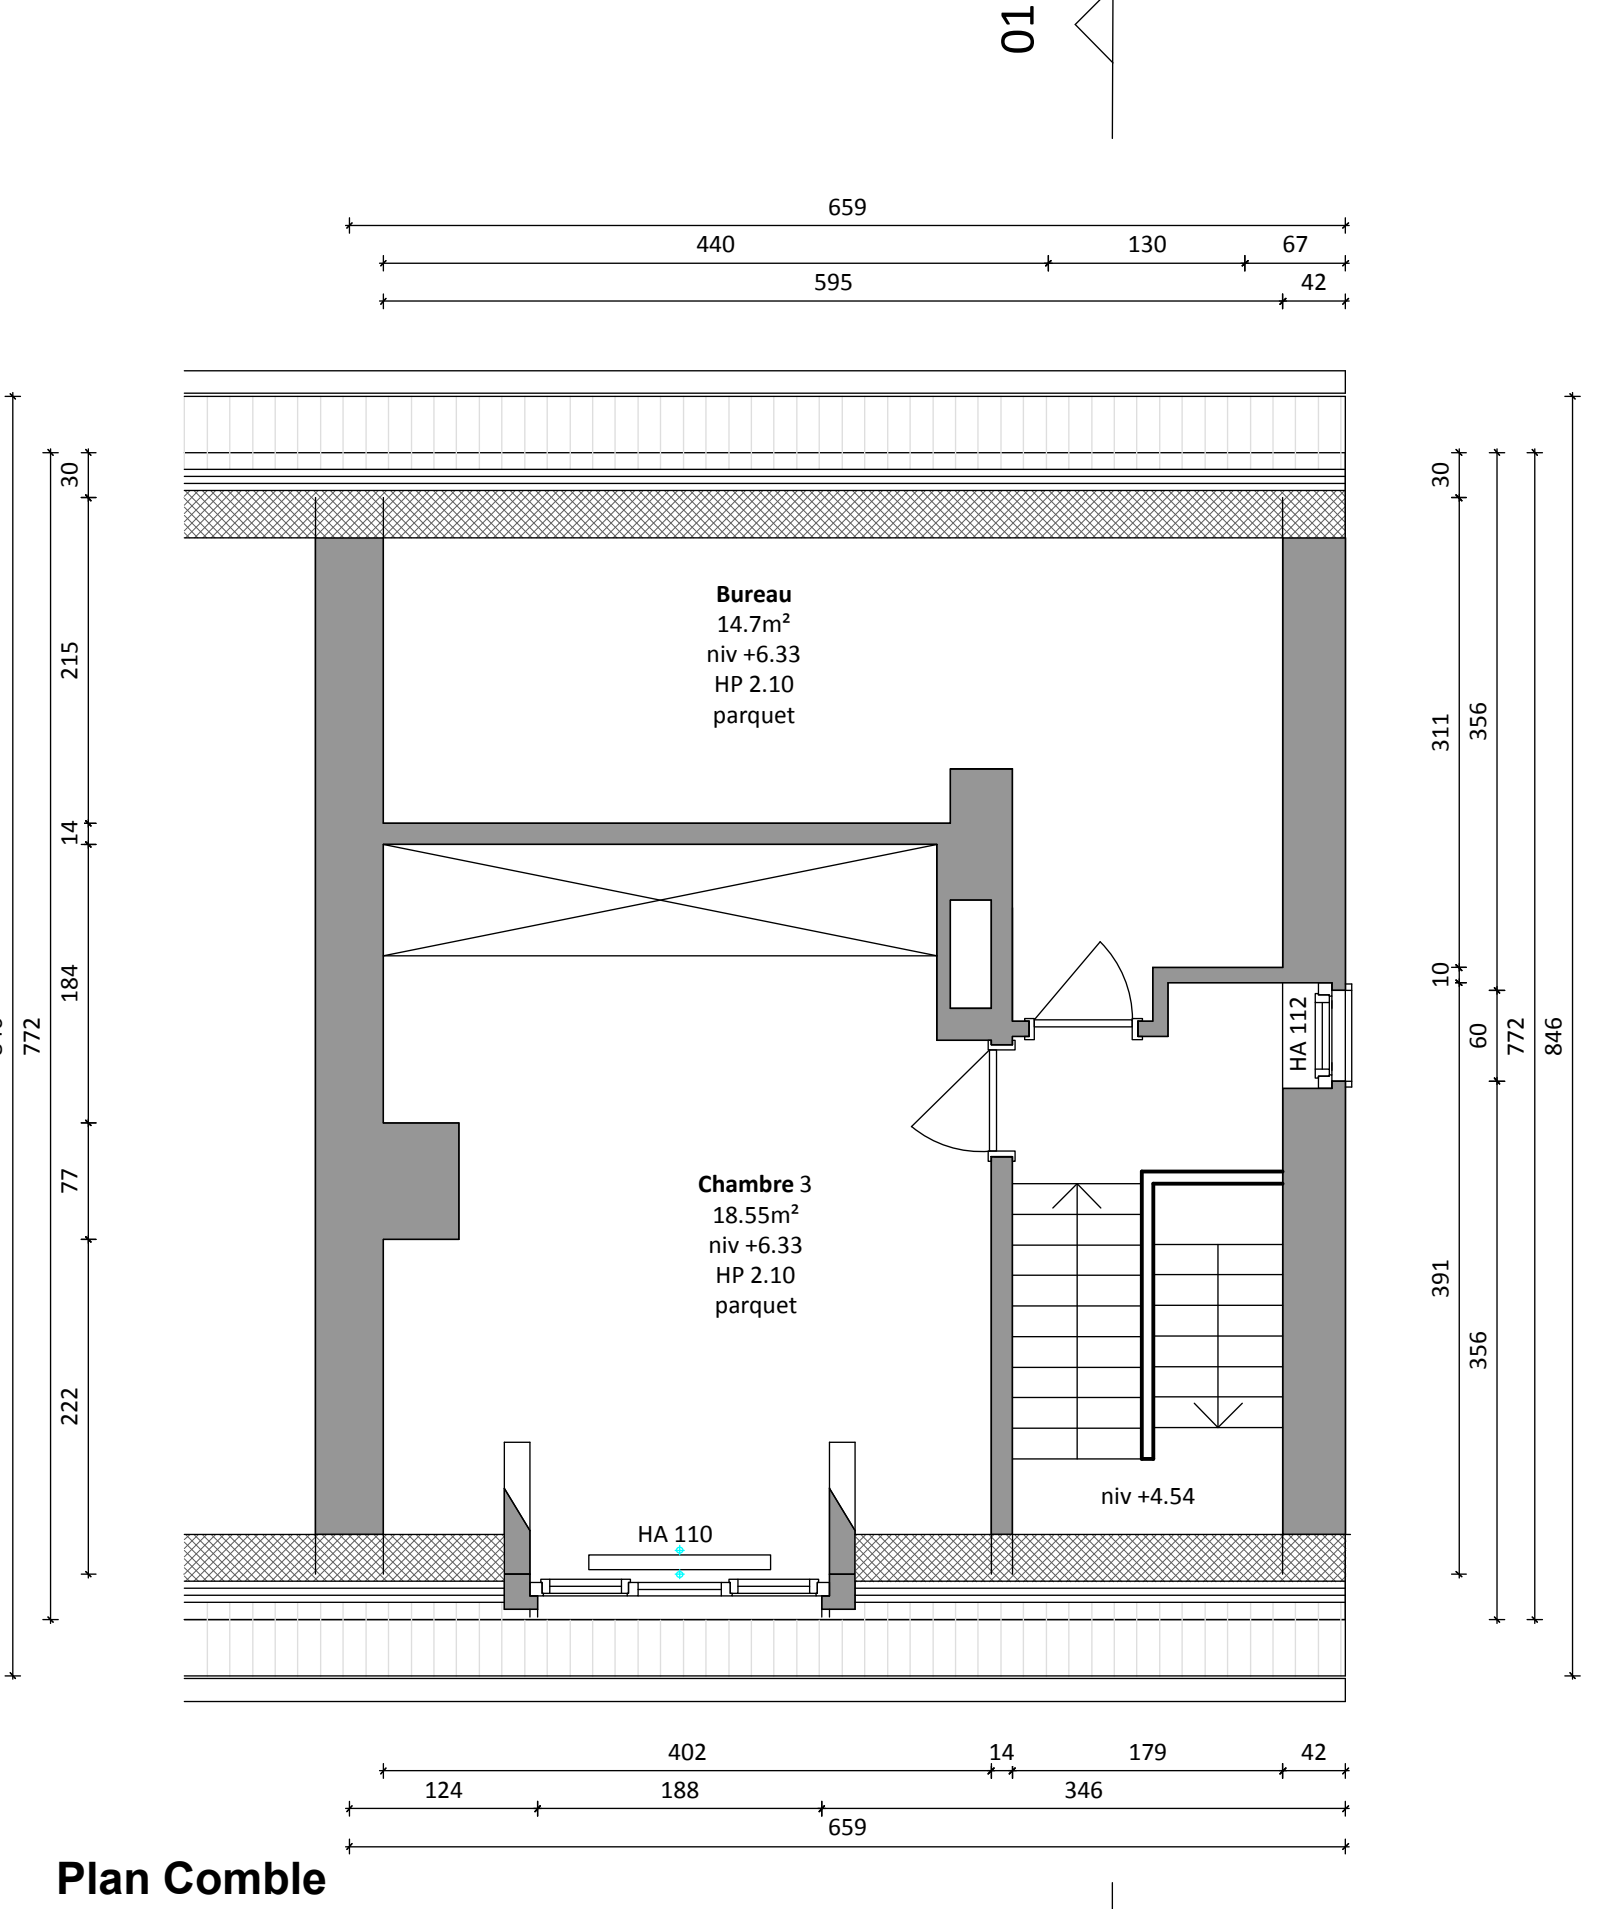 01
659
440 130 67
595 42
30
215
14
184
77
222
772
Bureau
14.7m²
niv +6.33
HP 2.10
parquet
HA 112
Chambre 3
18.55m²
niv +6.33
HP 2.10
parquet
niv +4.54
HA 110
30
311
10
391
356
60
356
772
846
402 14 179 42
124 188 346
659
Plan Comble